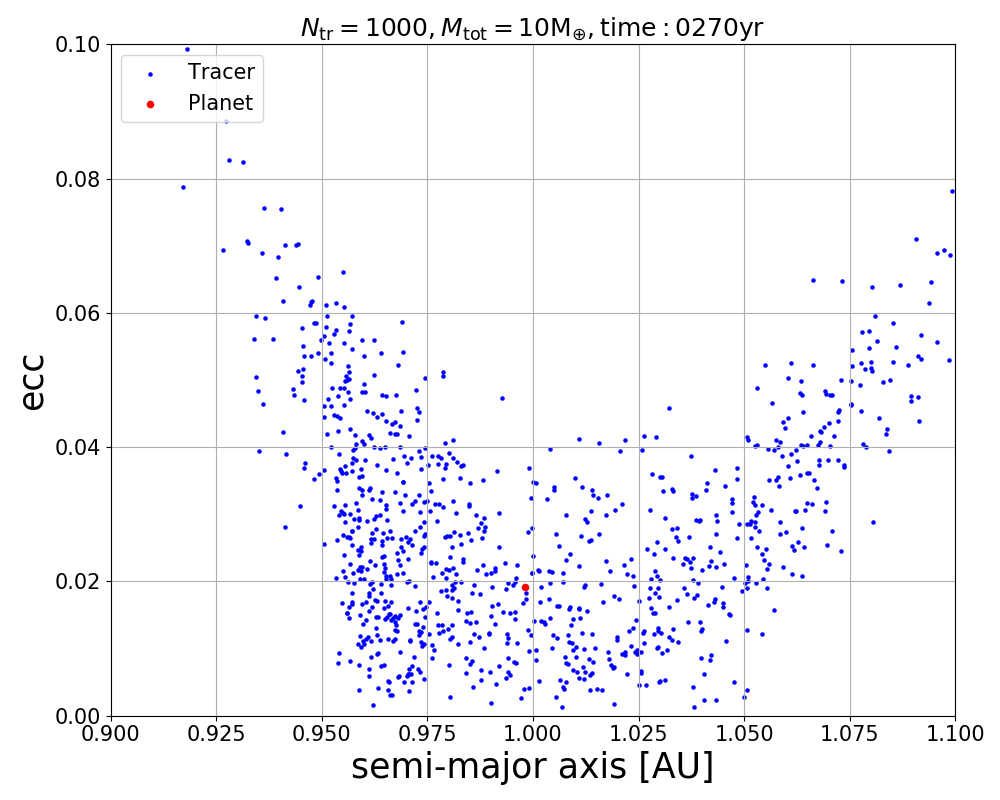 N_tr = 1000, M_tot = 10M_⊕, time : 0270yr
Tracer
Planet
0.10
0.08
0.06
0.04
0.02
0.00
ecc
0.900 0.925 0.950 0.975 1.000 1.025 1.050 1.075 1.100
semi-major axis [AU]